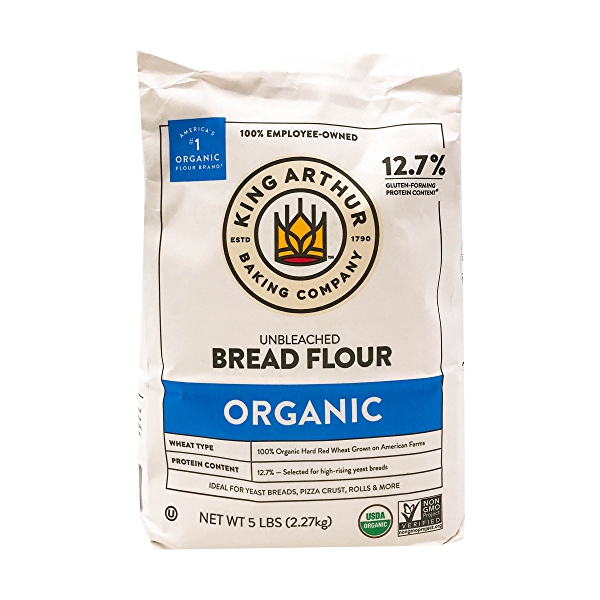 AMERICA'S
#1
ORGANIC
FLOUR BRAND†
100% EMPLOYEE-OWNED
12.7%
GLUTEN-FORMING
PROTEIN CONTENT*
KING ARTHUR
ESTD 1790
TM
BAKING COMPANY
UNBLEACHED
BREAD FLOUR
ORGANIC
WHEAT TYPE 100% Organic Hard Red Wheat Grown on American Farms
PROTEIN CONTENT 12.7% — Selected for high-rising yeast breads
IDEAL FOR YEAST BREADS, PIZZA CRUST, ROLLS & MORE
U
NET WT 5 LBS (2.27kg)
USDA
ORGANIC
NON
GMO
Project
VERIFIED
nongmoproject.org